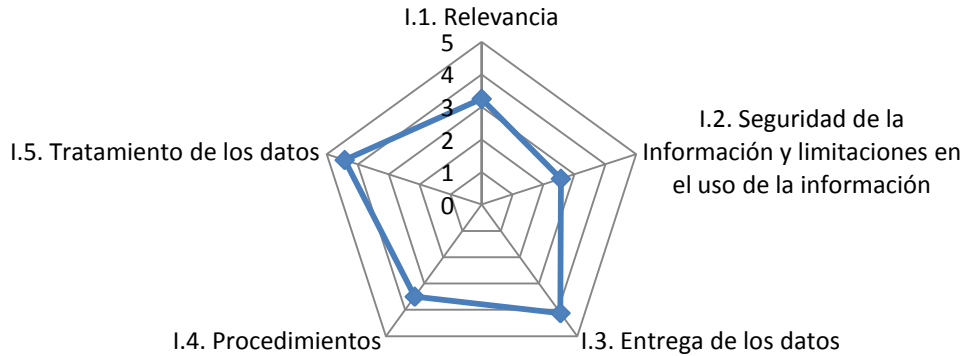 I.1. Relevancia
5
4
3
2
1
0
I.2. Seguridad de la
Información y limitaciones en
el uso de la información
I.3. Entrega de los datos
I.4. Procedimientos
I.5. Tratamiento de los datos